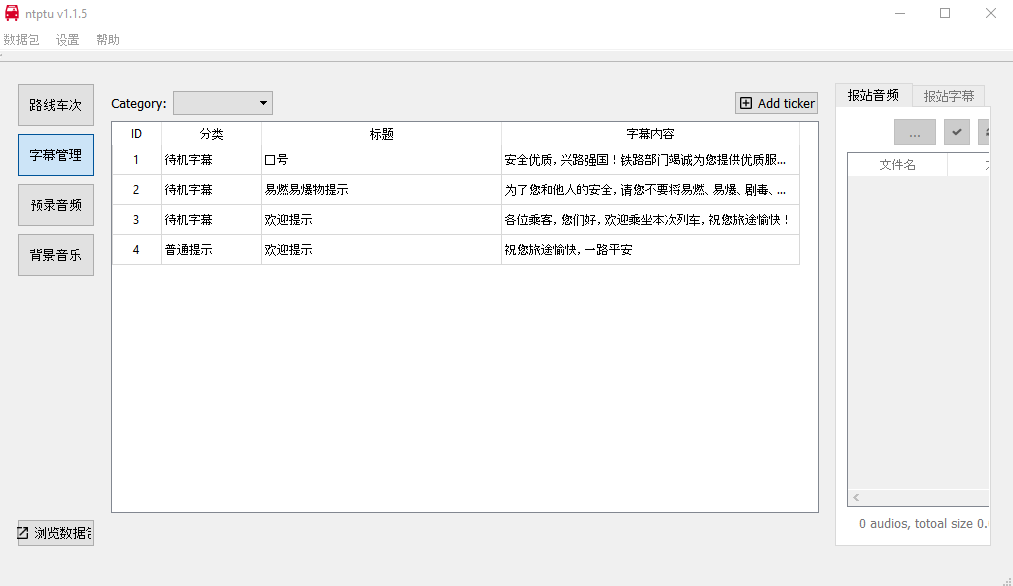 ntptu v1.1.5
数据包 设置 帮助
路线车次
字幕管理
预录音频
背景音乐
浏览数据
Category:
Add ticker
ID 分类 标题 字幕内容
1 待机字幕 口号 安全优质，兴路强国！铁路部门竭诚为您提供优质服...
2 待机字幕 易燃易爆物提示 为了您和他人的安全，请您不要将易燃、易爆、剧毒、...
3 待机字幕 欢迎提示 各位乘客，您们好，欢迎乘坐本次列车，祝您旅途愉快！
4 普通提示 欢迎提示 祝您旅途愉快，一路平安
报站音频 报站字幕
...
文件名
0 audios, totoal size 0.